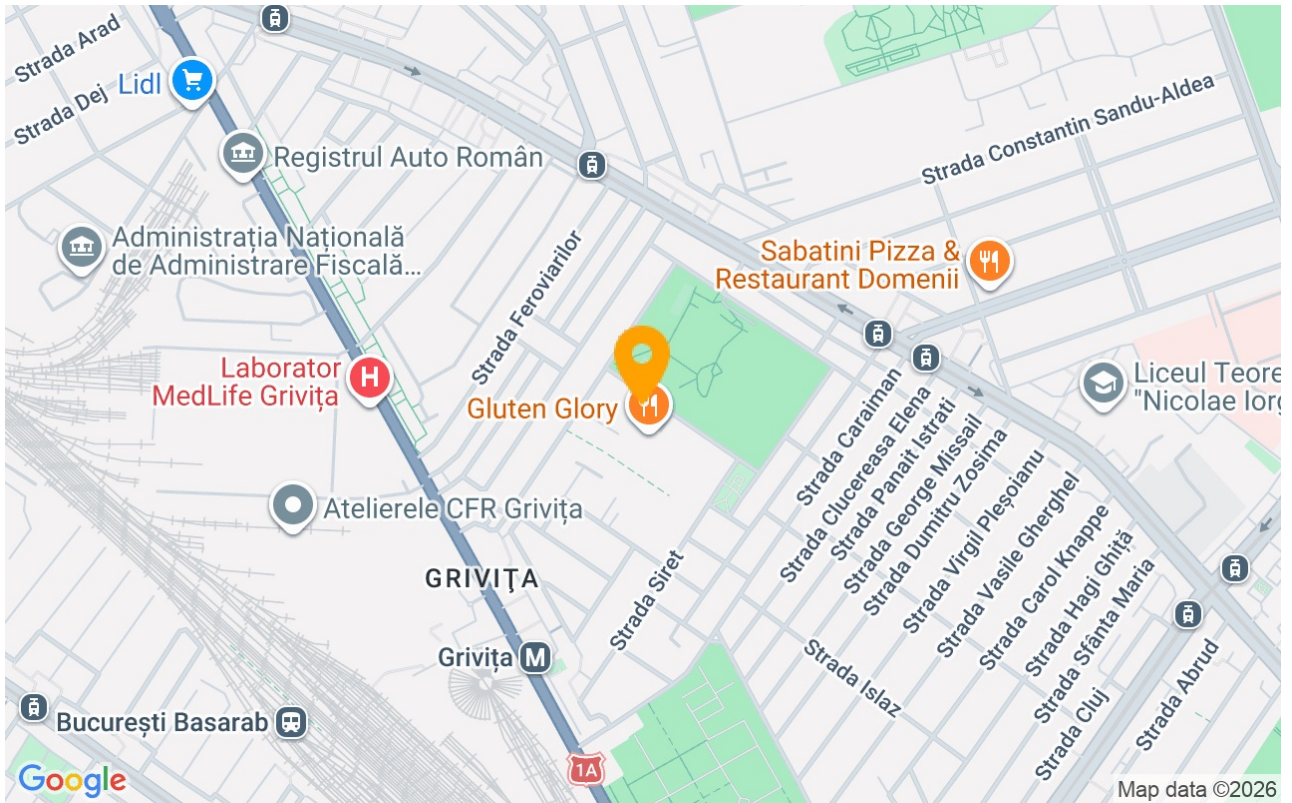 Strada Arad
Lidl
Strada Dej
Registrul Auto Român
Strada Constantin Sandu-Aldea
Administrația Națională
de Administrare Fiscală...
Strada Feroviarilor
Sabatini Pizza &
Restaurant Domenii
Laborator
MedLife Grivița
H
Gluten Glory
Liceul Teore
"Nicolae Iorg
Strada Caraiman
Strada Clucereasa Elena
Strada Panait Istrati
Strada George Missail
Strada Dumitru Zosima
Strada Virgil Pleșoianu
Strada Vasile Gherghel
Strada Carol Knappe
Strada Hagi Ghiță
Strada Sfânta Maria
Strada Cluj
Strada Abrud
Atelierele CFR Grivița
GRIVIŢA
Strada Siret
Grivița M
Strada Islaz
București Basarab
1A
Google
Map data ©2026